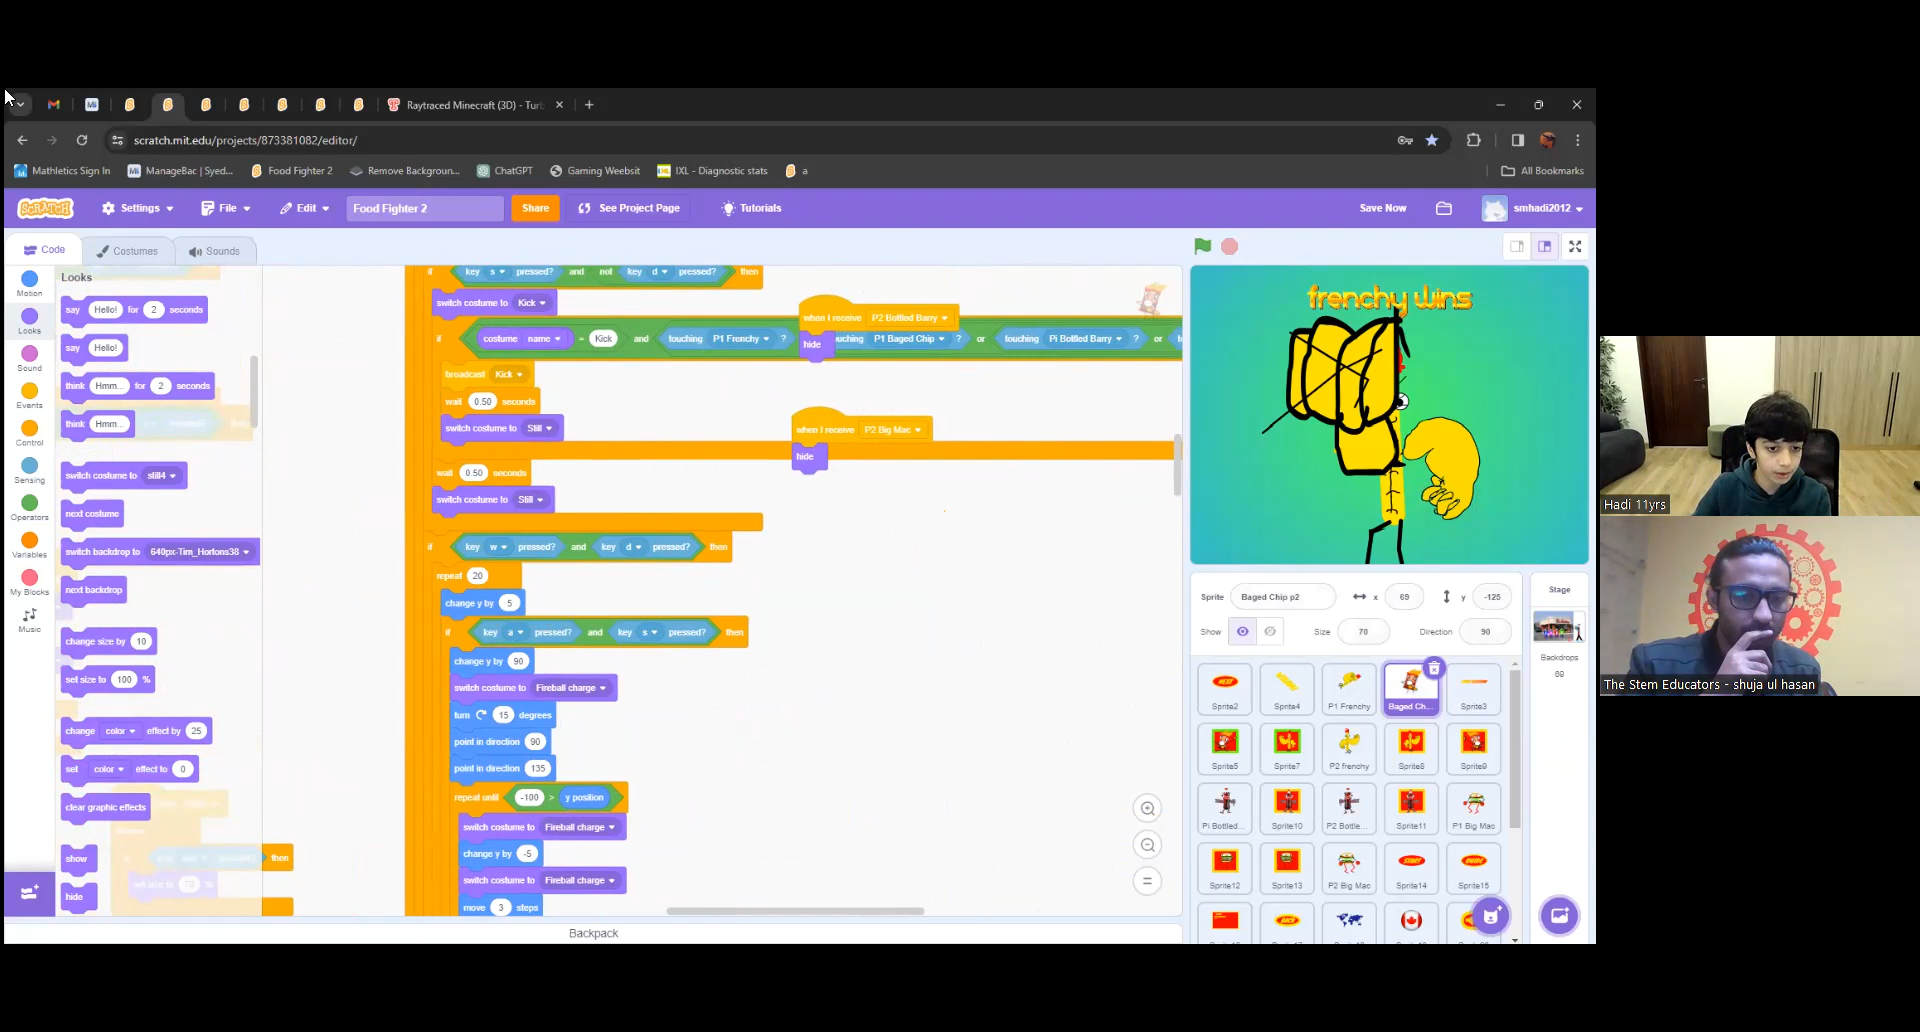 Raytraced Minecraft (3D) - Tur
scratch.mit.edu/projects/873381082/editor/
Mathletics Sign In
ManageBac | Syed...
Food Fighter 2
Remove Backgroun...
ChatGPT
Gaming Weebsit
IXL - Diagnostic stats
a
All Bookmarks
SCRATCH
Settings
File
Edit
Food Fighter 2
Share
See Project Page
Tutorials
Save Now
smhadi2012
Code
Costumes
Sounds
Motion
Looks
Sound
Events
Control
Sensing
Operators
Variables
My Blocks
Music
Looks
say Hello! for 2 seconds
say Hello!
think Hmm... for 2 seconds
think Hmm...
switch costume to still4
next costume
switch backdrop to 640px-Tim_Hortons38
next backdrop
change size by 10
set size to 100 %
change color effect by 25
set color effect to 0
clear graphic effects
show
hide
then
if key s pressed? and not key d pressed? then
switch costume to Kick
if costume name = Kick and touching P1 Frenchy ? touching P1 Baged Chip ? or touching Pi Bottled Barry ? or
broadcast Kick
wait 0.50 seconds
switch costume to Still
wait 0.50 seconds
switch costume to Still
when I receive P2 Bottled Barry
hide
when I receive P2 Big Mac
hide
if key w pressed? and key d pressed? then
repeat 20
change y by 5
if key a pressed? and key s pressed? then
change y by 90
switch costume to Fireball charge
turn 15 degrees
point in direction 90
point in direction 135
repeat until -100 > y position
switch costume to Fireball charge
change y by -5
switch costume to Fireball charge
move 3 steps
Backpack
frenchy wins
Sprite Baged Chip p2 x 69 y -125
Show Size 70 Direction 90
Stage
Backdrops
69
Sprite2
Sprite4
P1 Frenchy
Baged Ch...
Sprite3
Sprite5
Sprite7
P2 frenchy
Sprite8
Sprite9
Pi Bottled...
Sprite10
P2 Bottle...
Sprite11
P1 Big Mac
Sprite12
Sprite13
P2 Big Mac
Sprite14
Sprite15
Hadi 11yrs
The Stem Educators - shuja ul hasan